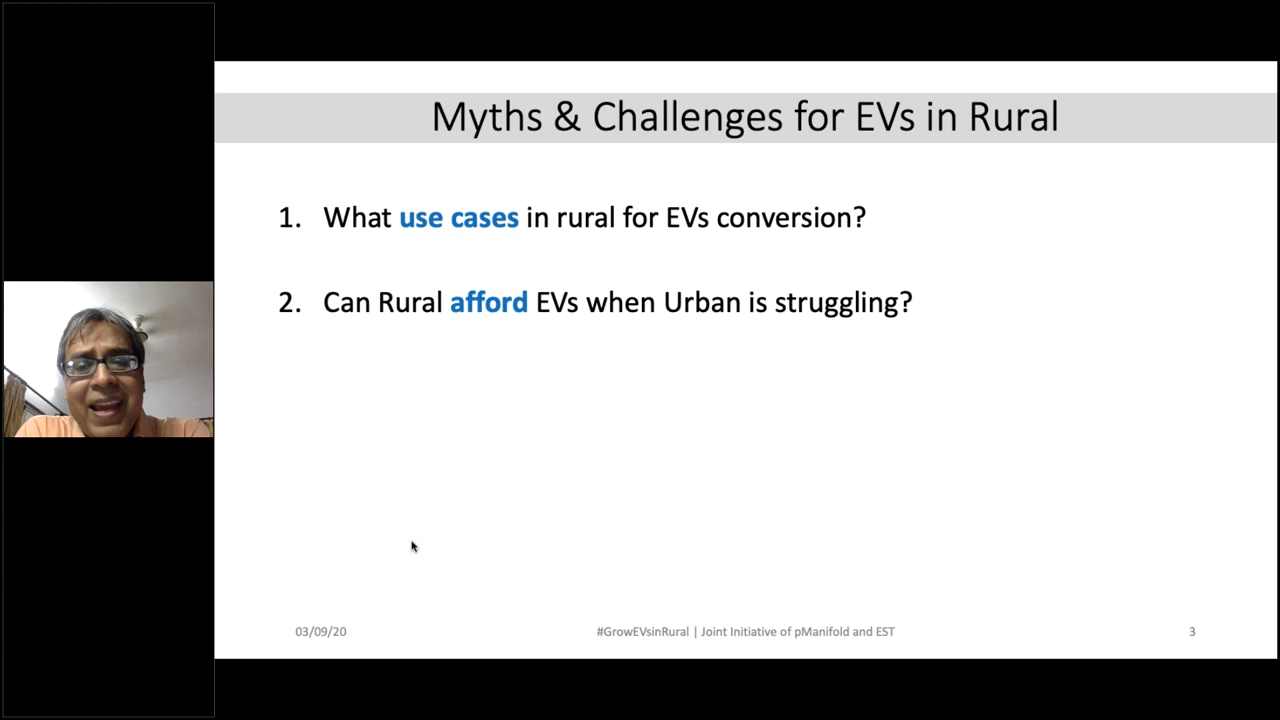 Myths & Challenges for EVs in Rural
1. What use cases in rural for EVs conversion?
2. Can Rural afford EVs when Urban is struggling?
03/09/20
#GrowEVsinRural | Joint Initiative of pManifold and EST
3